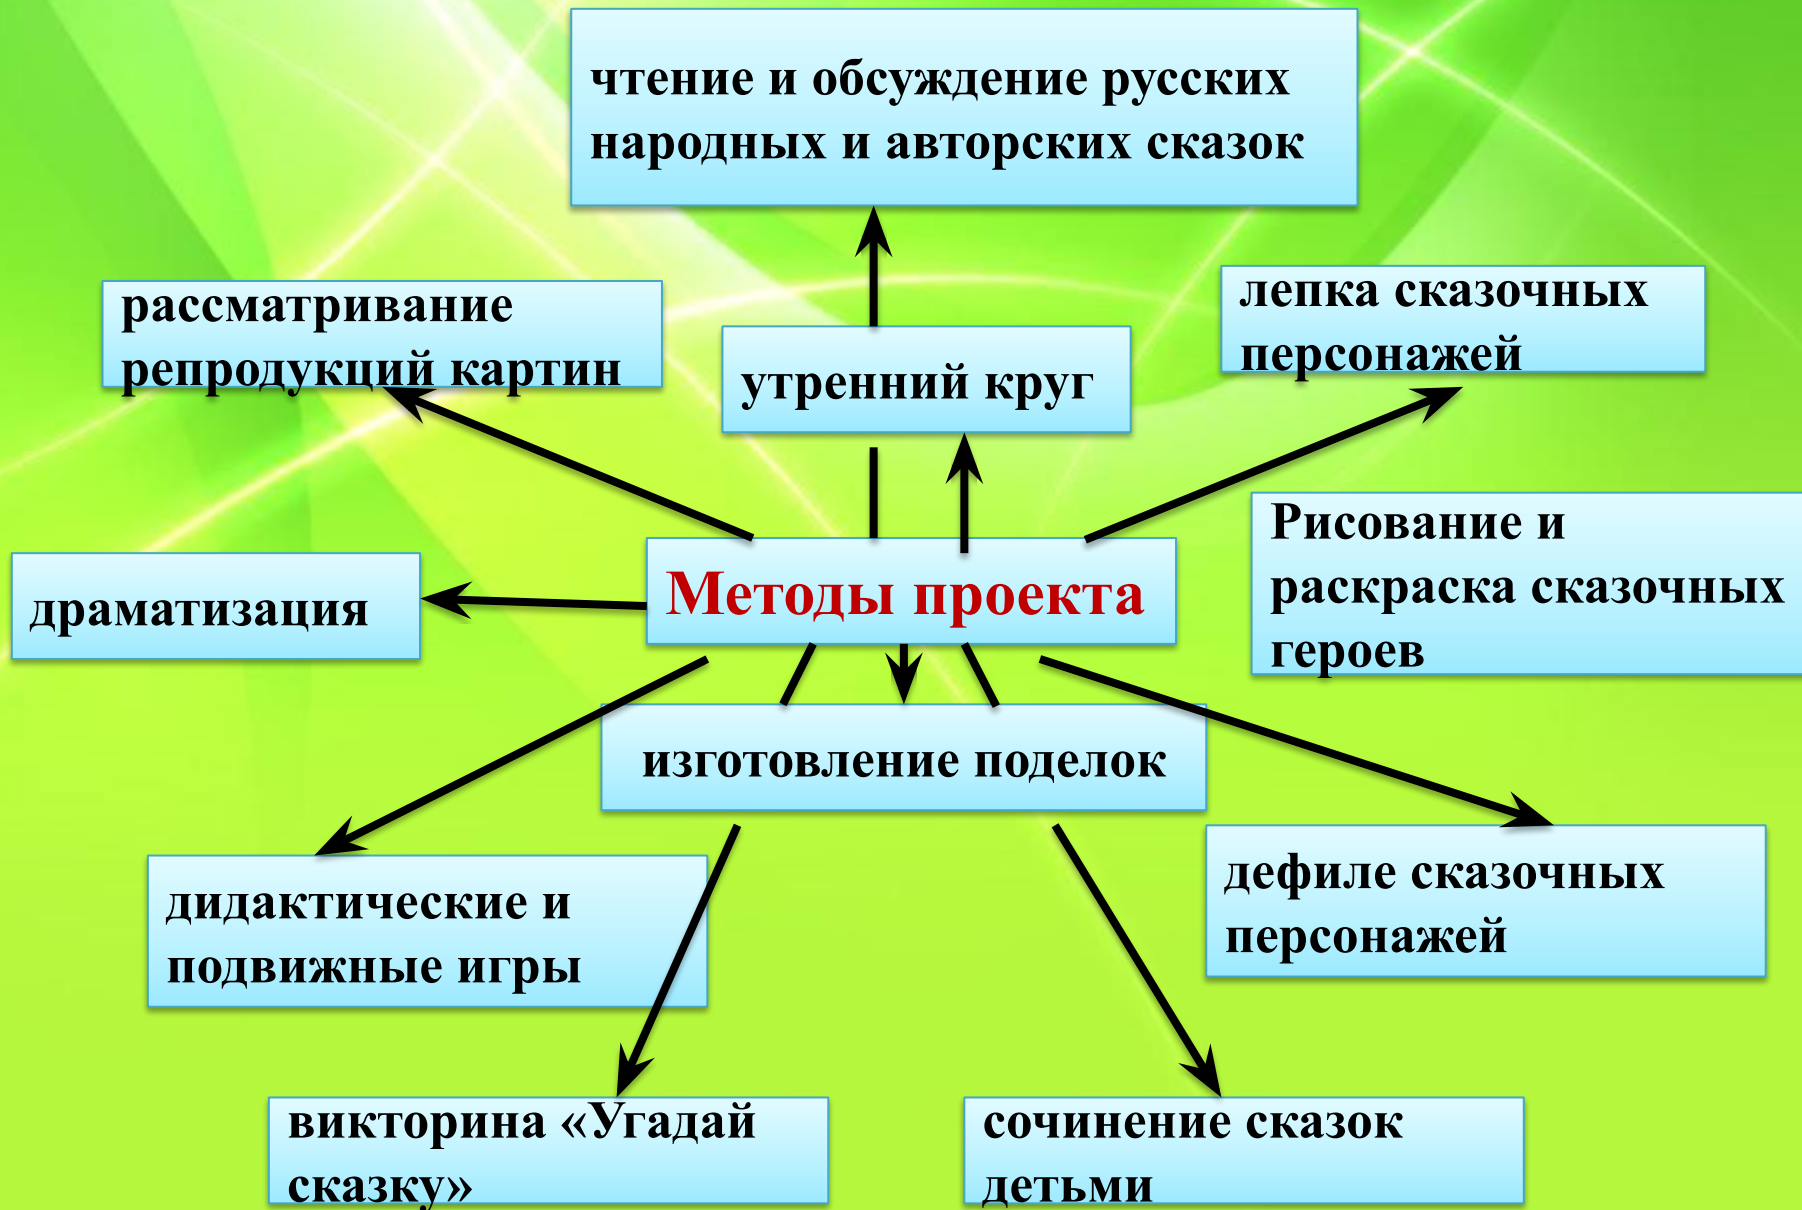 чтение и обсуждение русских
народных и авторских сказок
рассматривание
репродукций картин
утренний круг
лепка сказочных
персонажей
Рисование и
раскраска сказочных
героев
драматизация
Методы проекта
изготовление поделок
дидактические и
подвижные игры
дефиле сказочных
персонажей
викторина «Угадай
сказку»
сочинение сказок
детьми